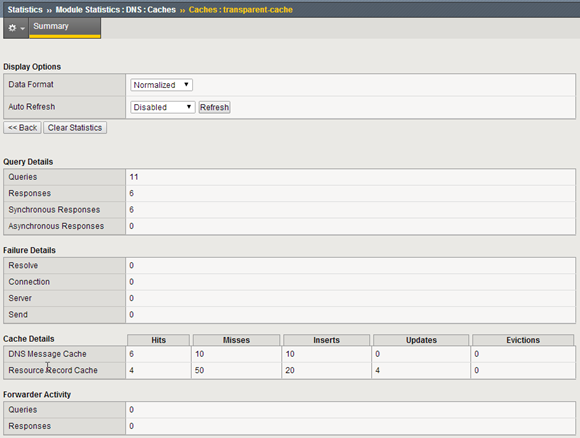 Statistics ›› Module Statistics : DNS : Caches ›› Caches : transparent-cache
Summary
Display Options
Data Format Normalized
Auto Refresh Disabled Refresh
<< Back Clear Statistics
Query Details
Queries 11
Responses 6
Synchronous Responses 6
Asynchronous Responses 0
Failure Details
Resolve 0
Connection 0
Server 0
Send 0
Cache Details Hits Misses Inserts Updates Evictions
DNS Message Cache 6 10 10 0 0
Resource Record Cache 4 50 20 4 0
Forwarder Activity
Queries 0
Responses 0